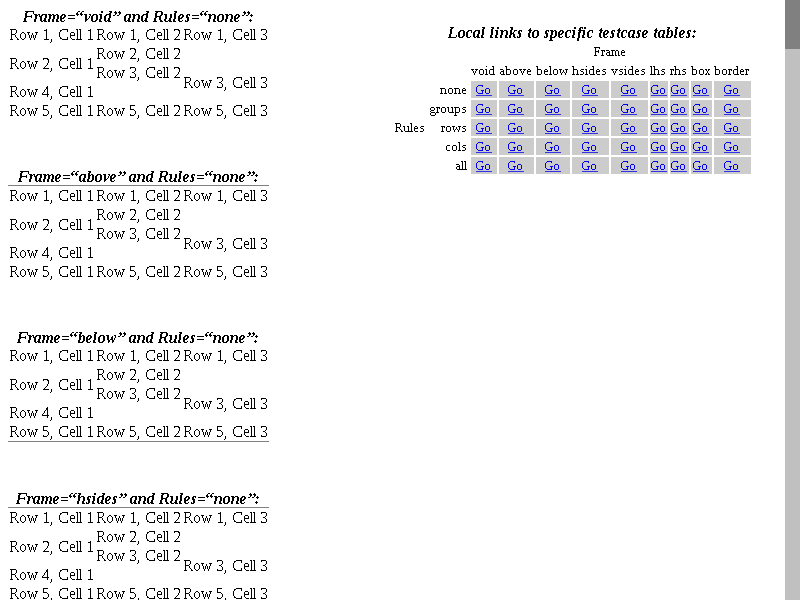 Frame=“void” and Rules=“none”:
Row 1, Cell 1 Row 1, Cell 2 Row 1, Cell 3
Row 2, Cell 2
Row 2, Cell 1
Row 3, Cell 2
Row 3, Cell 3
Row 4, Cell 1
Row 5, Cell 1 Row 5, Cell 2 Row 5, Cell 3
Frame=“above” and Rules=“none”:
Row 1, Cell 1 Row 1, Cell 2 Row 1, Cell 3
Row 2, Cell 2
Row 2, Cell 1
Row 3, Cell 2
Row 3, Cell 3
Row 4, Cell 1
Row 5, Cell 1 Row 5, Cell 2 Row 5, Cell 3
Frame=“below” and Rules=“none”:
Row 1, Cell 1 Row 1, Cell 2 Row 1, Cell 3
Row 2, Cell 2
Row 2, Cell 1
Row 3, Cell 2
Row 3, Cell 3
Row 4, Cell 1
Row 5, Cell 1 Row 5, Cell 2 Row 5, Cell 3
Frame=“hsides” and Rules=“none”:
Row 1, Cell 1 Row 1, Cell 2 Row 1, Cell 3
Row 2, Cell 2
Row 2, Cell 1
Row 3, Cell 2
Row 3, Cell 3
Row 4, Cell 1
Row 5, Cell 1 Row 5, Cell 2 Row 5, Cell 3
Local links to specific testcase tables:
Frame
void above below hsides vsides lhs rhs box border
none Go Go Go Go Go Go Go Go Go
groups Go Go Go Go Go Go Go Go Go
Rules rows Go Go Go Go Go Go Go Go Go
cols Go Go Go Go Go Go Go Go Go
all Go Go Go Go Go Go Go Go Go